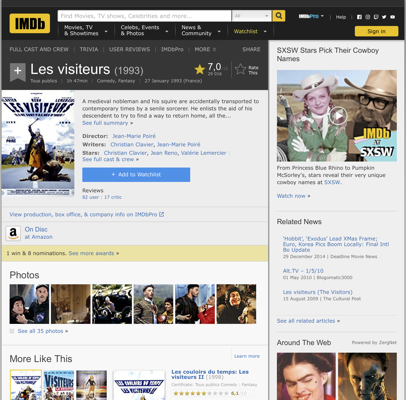 IMDb
Find Movies, TV shows, Celebrities and more...
All
IMDbPro
Help
Movies, TV
& Showtimes
Celebs, Events
& Photos
News &
Community
Watchlist
Sign in
FULL CAST AND CREW | TRIVIA | USER REVIEWS | IMDbPro | MORE
SHARE
Les visiteurs (1993)
Tous publics | 1h 47min | Comedy, Fantasy | 27 January 1993 (France)
7,0
Rate
This
A medieval nobleman and his squire are accidentally transported to
contemporary times by a senile sorcerer. He enlists the aid of his
descendent to try to find a way to return home, all the...
See full summary »
Director: Jean-Marie Poiré
Writers: Christian Clavier, Jean-Marie Poiré
Stars: Christian Clavier, Jean Reno, Valérie Lemercier
See full cast & crew »
+ Add to Watchlist
Reviews
82 user | 17 critic
View production, box office, & company info on IMDbPro
On Disc
at Amazon
1 win & 8 nominations. See more awards »
Photos
See all 35 photos »
More Like This
Learn more
Les couloirs du temps: Les
visiteurs II (1998)
Certificate: Tous publics Comedy | Fantasy
6,1
SXSW Stars Pick Their Cowboy
Names
IMDb
AT
SXSW
From Princess Blue Rhino to Pumpkin
McSorley's, stars reveal their very
unique cowboy names at SXSW.
Watch now »
Related News
'Hobbit', 'Exodus' Lead XMas Frame;
Euro, Korea Pics Boom Locally: Final Intl
Bo Update
29 December 2014 | Deadline Movie News
Alt.TV – 1/5/10
01 May 2010 | Blogomatic3000
Les visiteurs (The Visitors)
15 August 2009 | The Cultural Post
See all related articles »
Around The Web
Powered by ZergNet